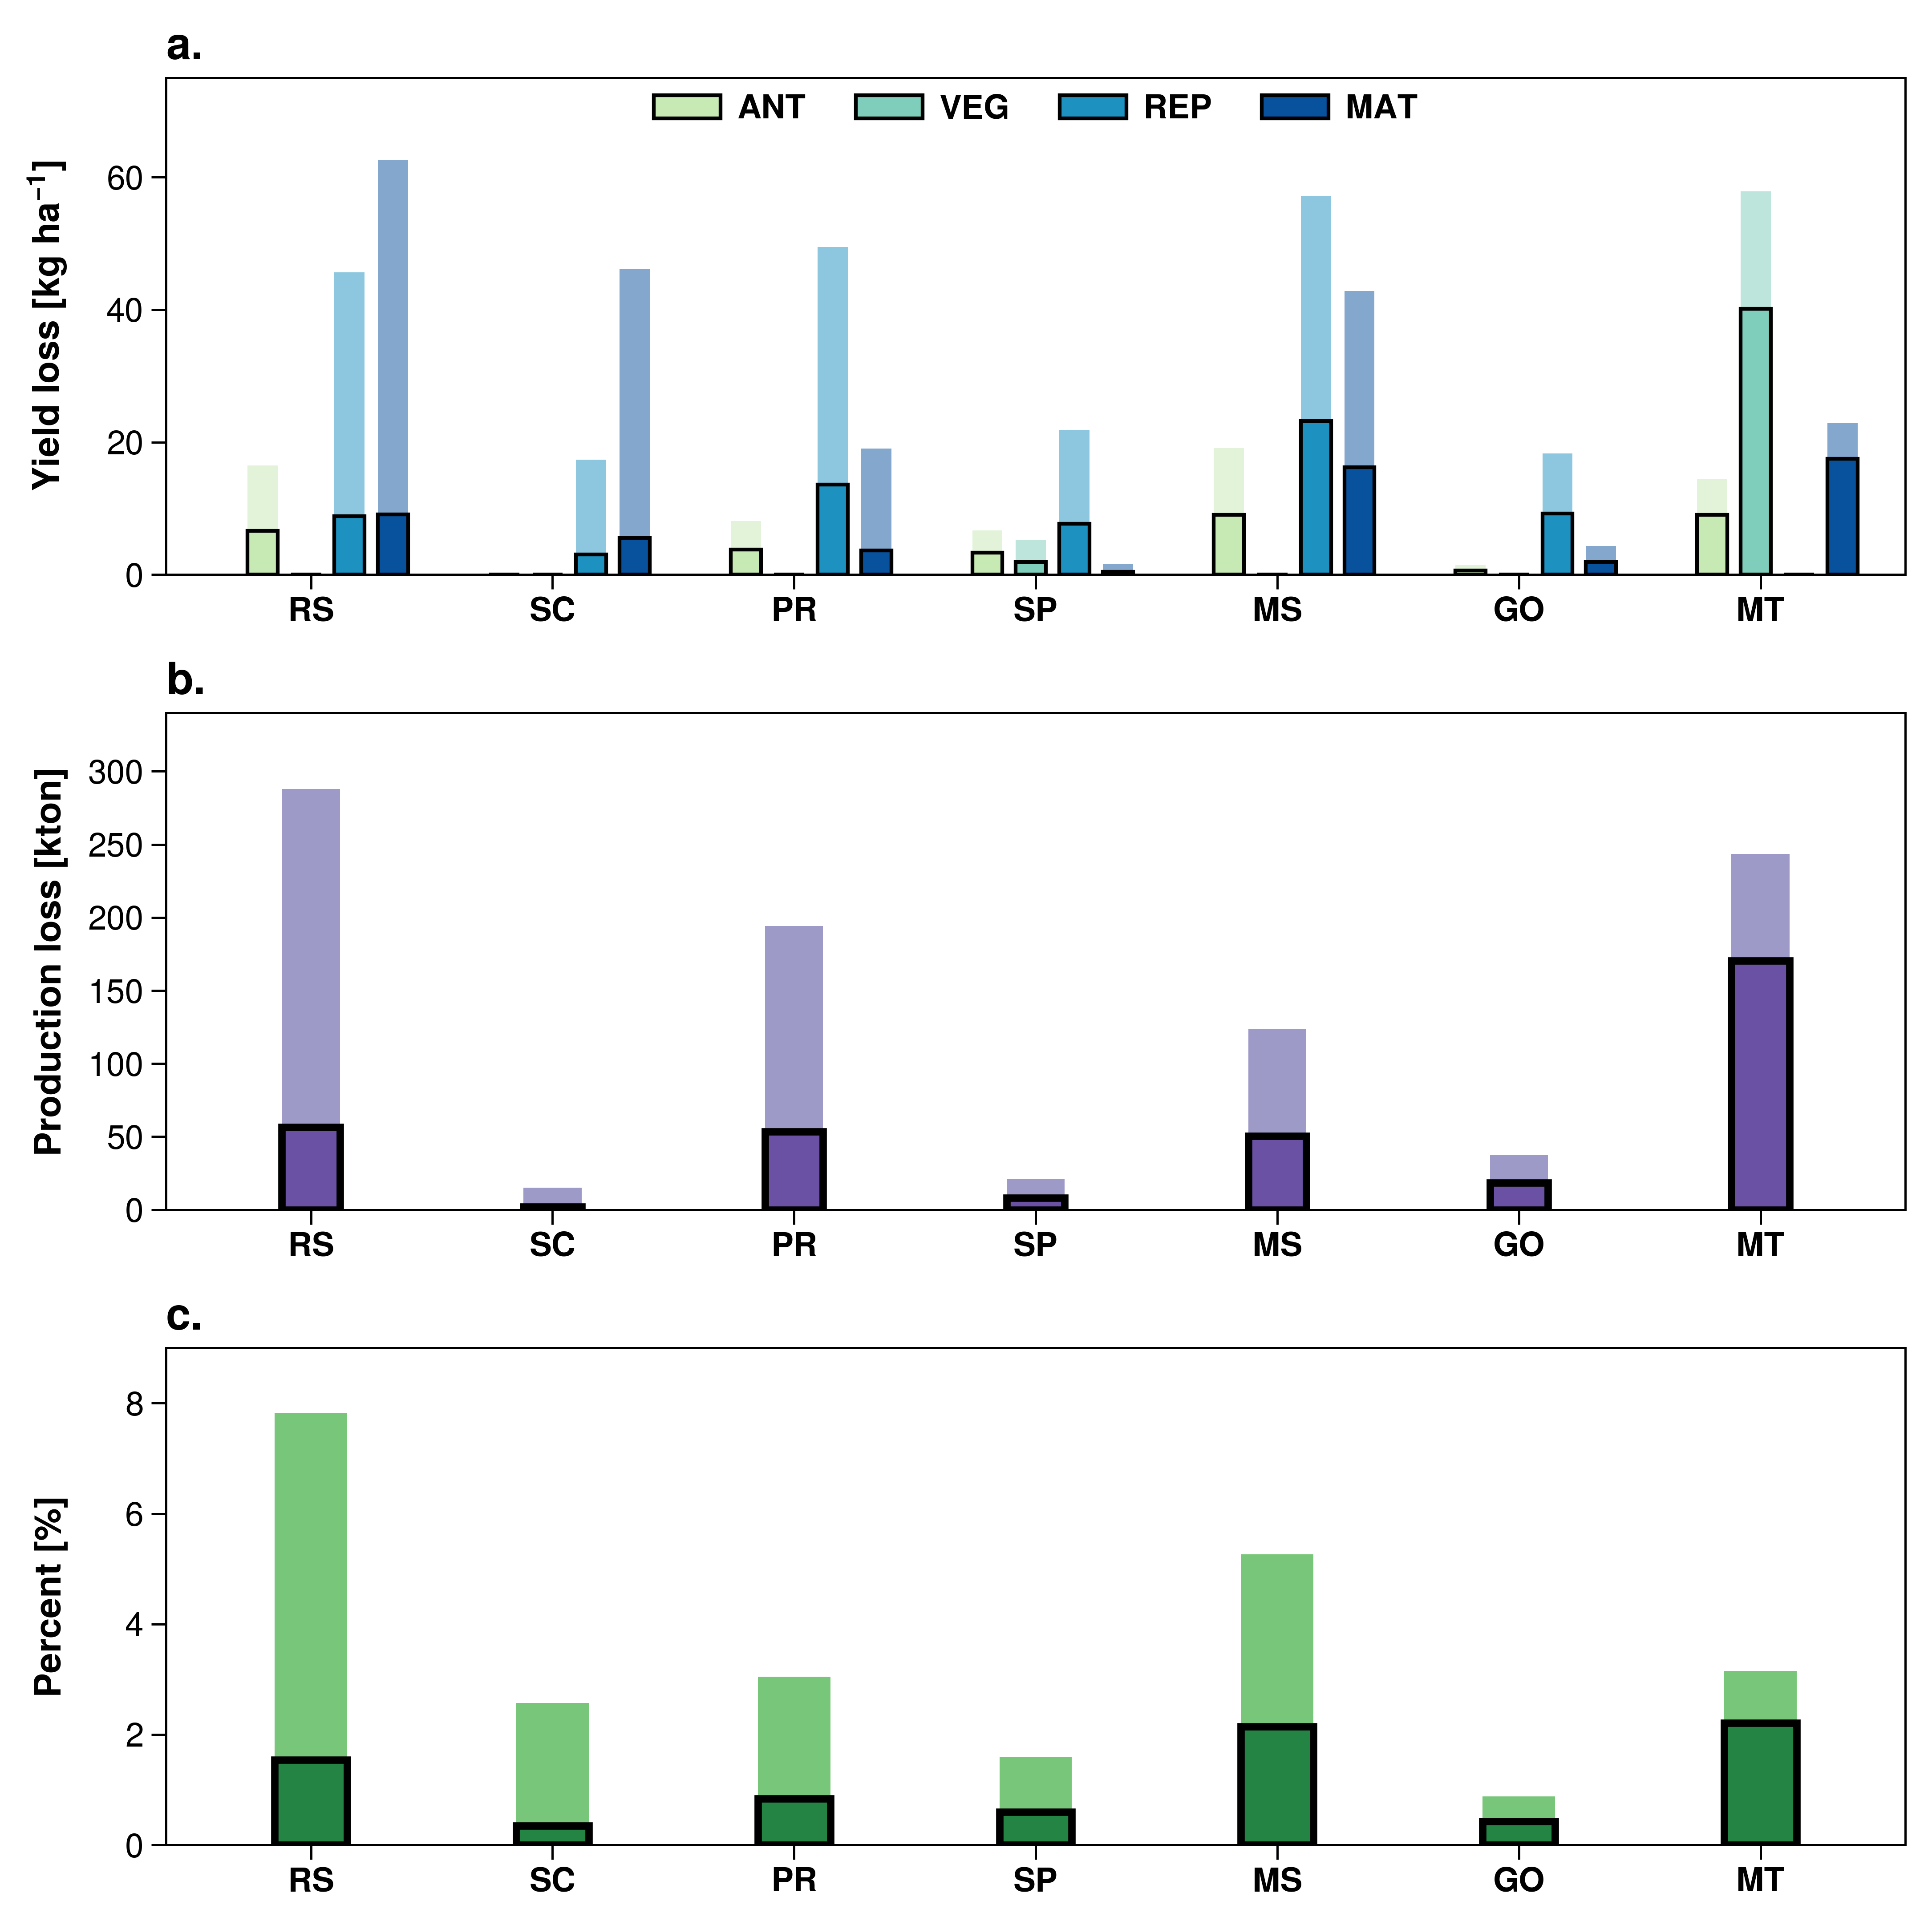 a.
ANT VEG REP MAT
Yield loss [kg ha⁻¹]
60
40
20
0
RS SC PR SP MS GO MT
b.
Production loss [kton]
300
250
200
150
100
50
0
RS SC PR SP MS GO MT
c.
Percent [%]
8
6
4
2
0
RS SC PR SP MS GO MT